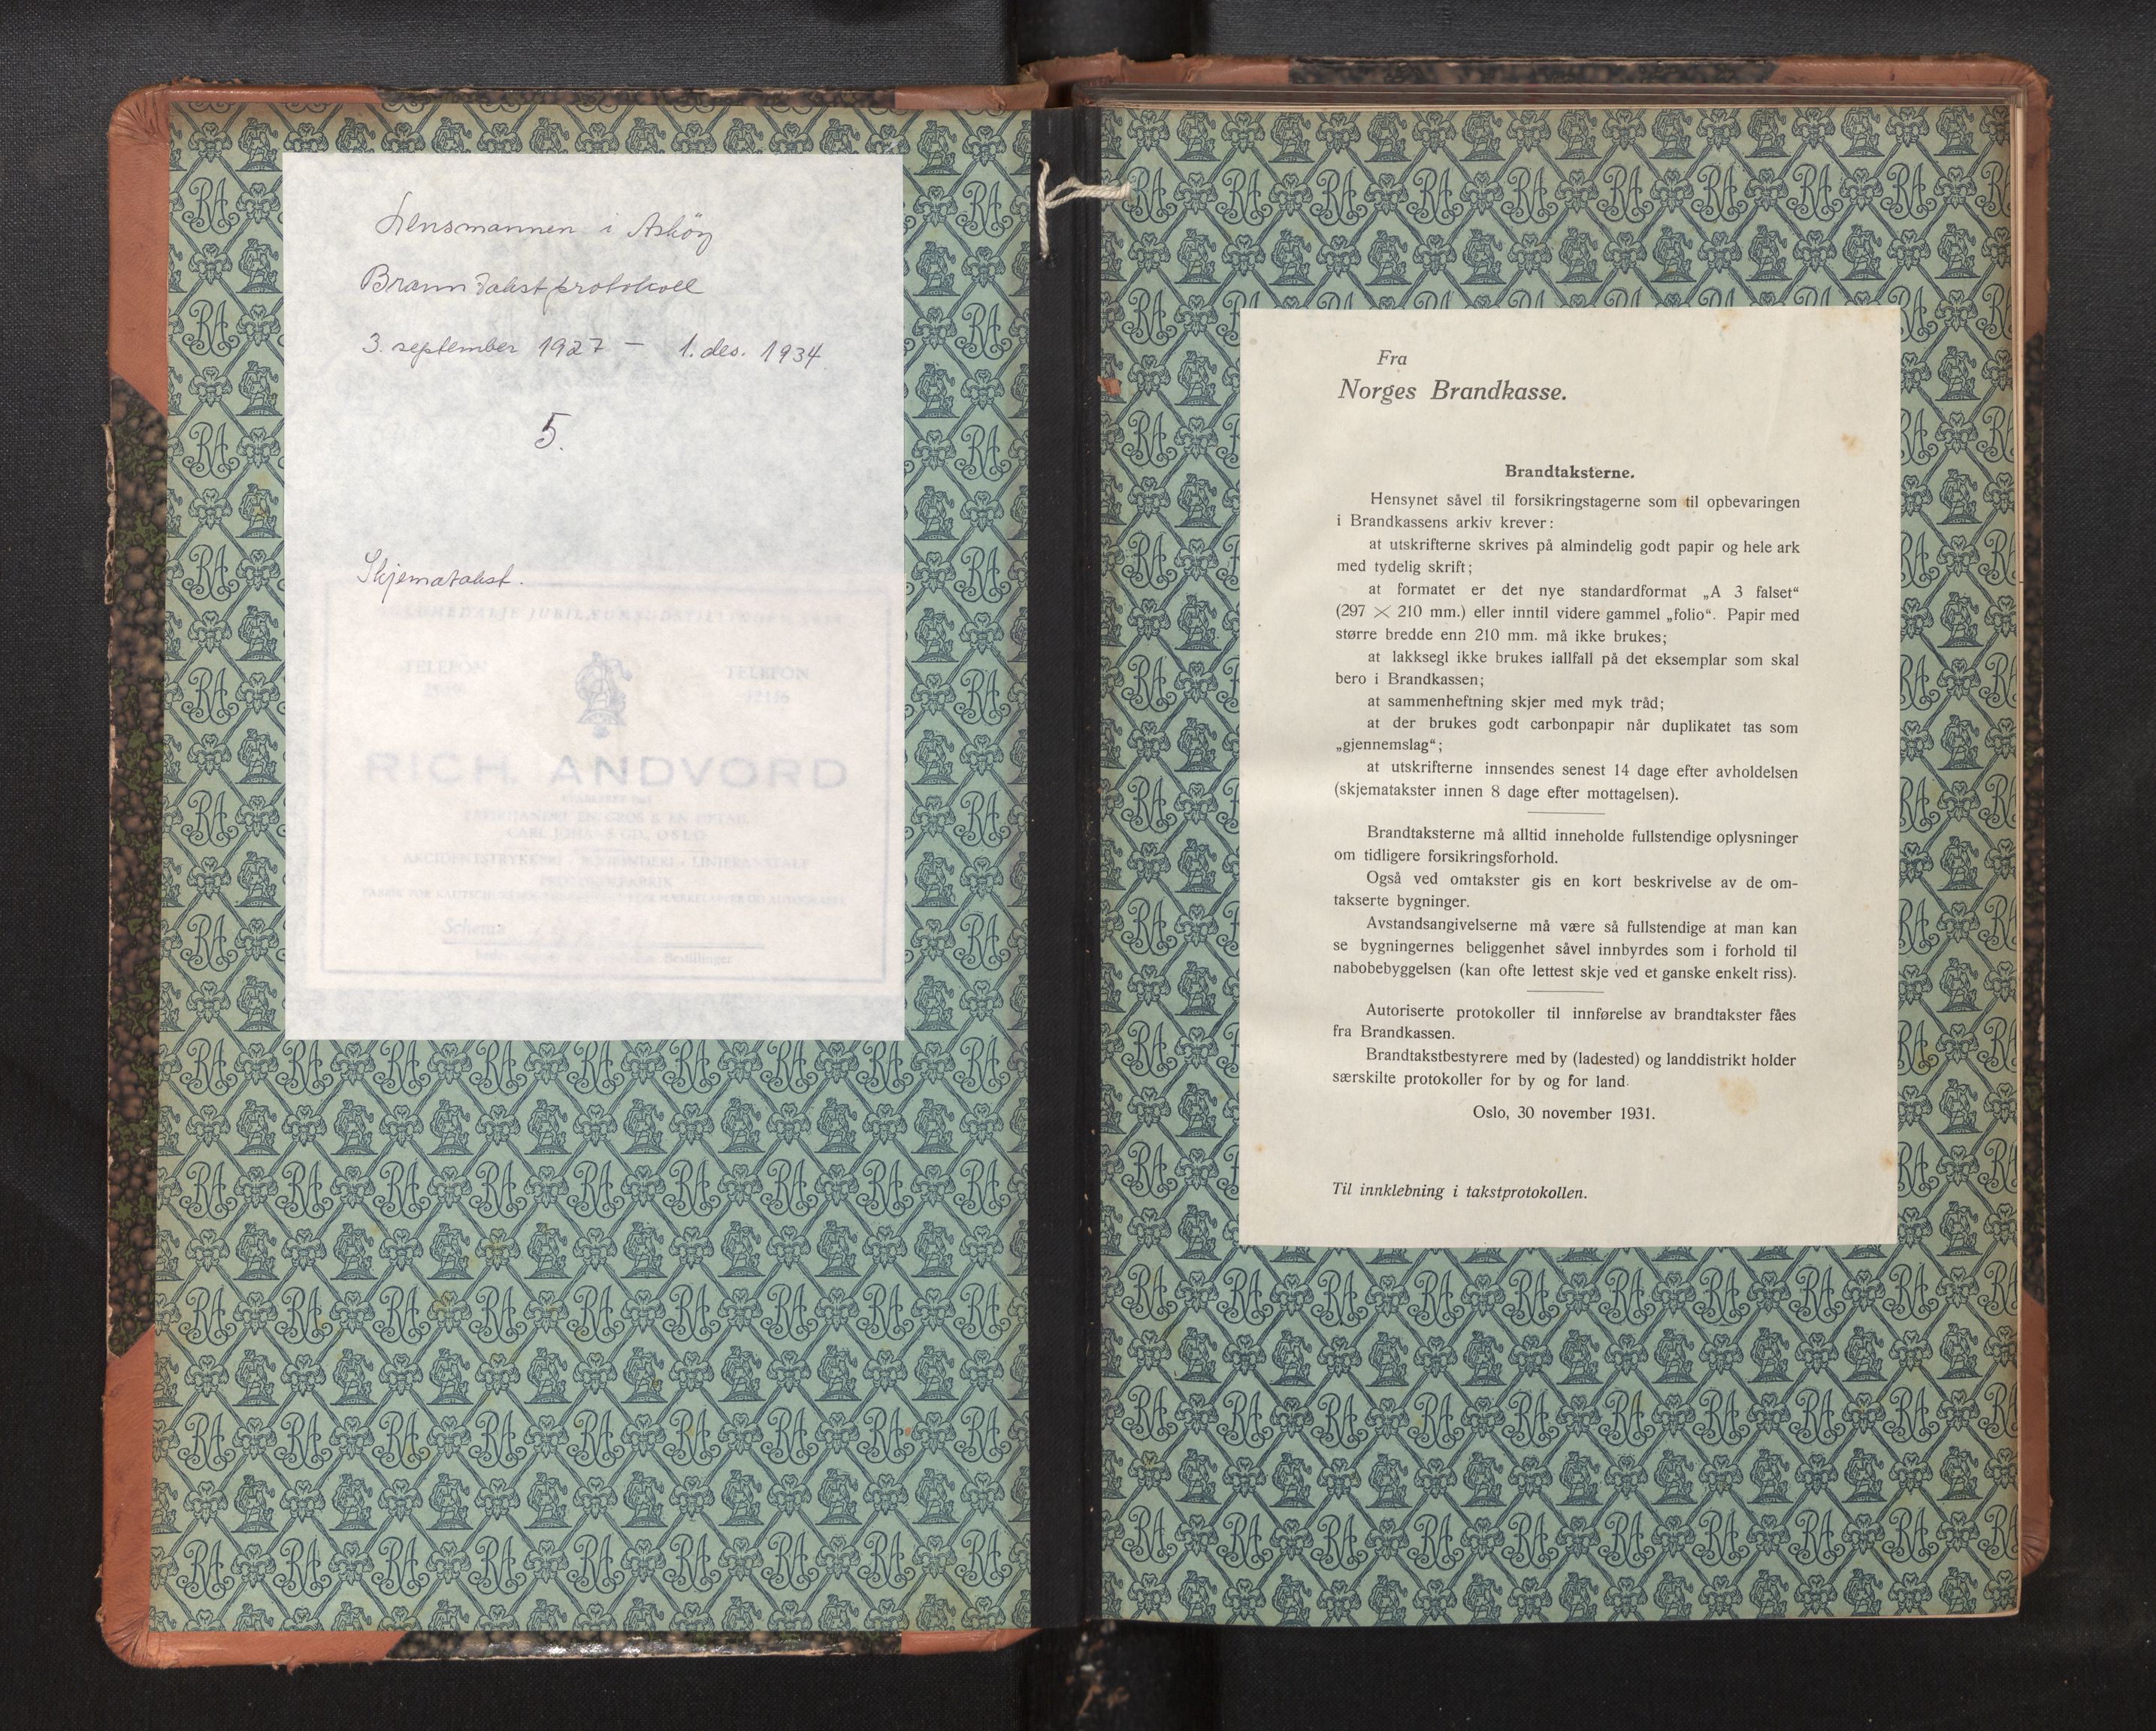 Lensmannen i Askøy
Branntakstprotokoll
3. september 1927 – 1. des. 1934
5.
Skjematakst.
TELEFON
TELEFON
RICH. ANDVORD
CARL JOHANS GD., OSLO
Schema
Bestillinger
Fra
Norges Brandkasse.
Brandtaksterne.
Hensynet såvel til forsikringstagerne som til opbevaringen
i Brandkassens arkiv krever:
at utskrifterne skrives på almindelig godt papir og hele ark
med tydelig skrift;
at formatet er det nye standardformat „A 3 falset“
(297 × 210 mm.) eller inntil videre gammel „folio“. Papir med
større bredde enn 210 mm. må ikke brukes;
at lakksegl ikke brukes iallfall på det eksemplar som skal
bero i Brandkassen;
at sammenheftning skjer med myk tråd;
at der brukes godt carbonpapir når duplikatet tas som
„gjennemslag“;
at utskrifterne innsendes senest 14 dage efter avholdelsen
(skjematakster innen 8 dage efter mottagelsen).
Brandtaksterne må alltid inneholde fullstendige oplysninger
om tidligere forsikringsforhold.
Også ved omtakster gis en kort beskrivelse av de om-
takserte bygninger.
Avstandsangivelserne må være så fullstendige at man kan
se bygningernes beliggenhet såvel innbyrdes som i forhold til
nabobebyggelsen (kan ofte lettest skje ved et ganske enkelt riss).
Autoriserte protokoller til innførelse av brandtakster fåes
fra Brandkassen.
Brandtakstbestyrere med by (ladested) og landdistrikt holder
særskilte protokoller for by og for land.
Oslo, 30 november 1931.
Til innklebning i takstprotokollen.